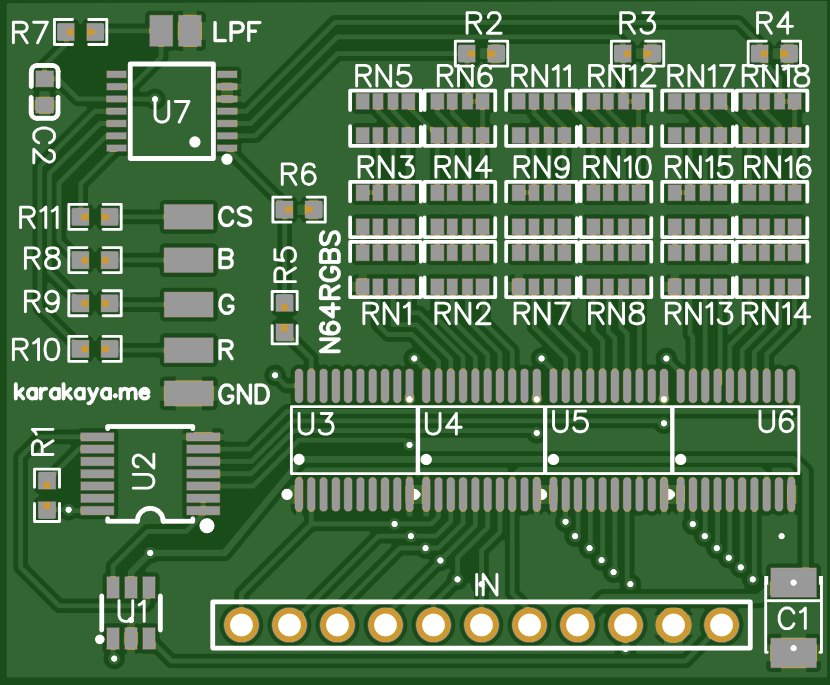 R7 LPF R2 R3 R4
RN5 RN6 RN11 RN12 RN17 RN18
U7
C2
RN3 RN4 RN9 RN10 RN15 RN16
R6
R11 CS
R8 B
R5
N64RGBS
R9 G
RN1 RN2 RN7 RN8 RN13 RN14
R10 R
karakaya.me GND
U3 U4 U5 U6
R1
U2
IN
U1 C1